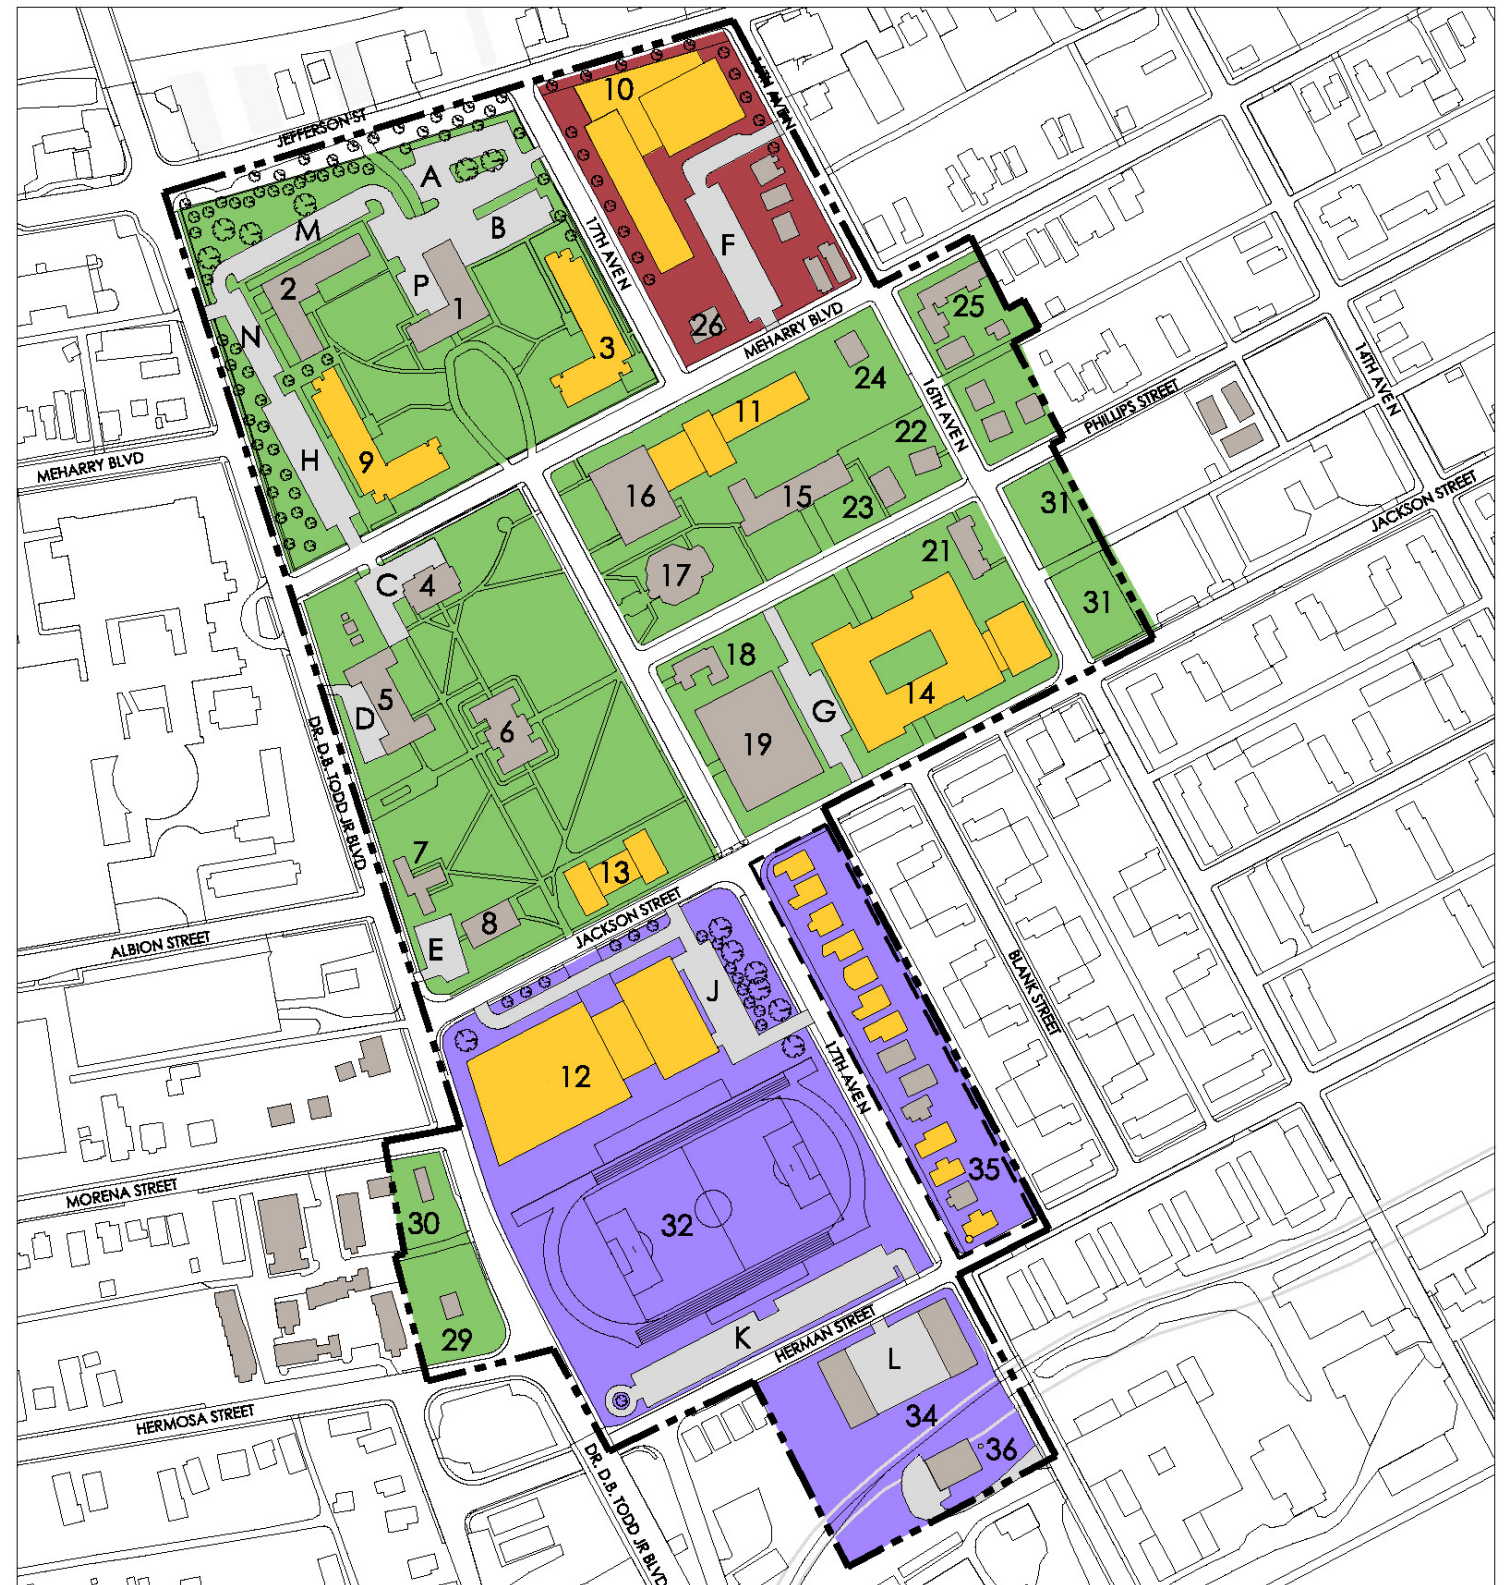 JEFFERSON ST
16TH AVE N
10
A
M
B
17TH AVE N
F
2
P
1
N
3
26
MEHARRY BLVD
25
24
16TH AVE N
14TH AVE N
PHILLIPS STREET
11
22
MEHARRY BLVD
9
H
16
15
23
31
JACKSON STREET
21
17
C
4
31
18
5
D
6
G
14
19
DR. D.B. TODD JR BLVD
7
13
8
E
JACKSON STREET
ALBION STREET
BLANK STREET
J
12
17TH AVE N
35
MORENA STREET
30
32
29
K
HERMAN STREET
L
34
36
HERMOSA STREET
DR. D.B. TODD JR BLVD